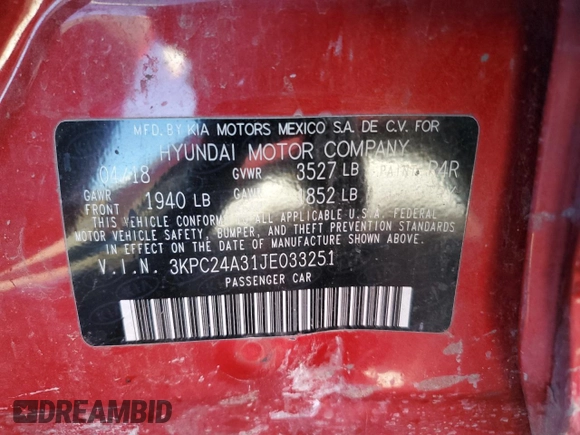 MFD. BY KIA MOTORS MEXICO S.A. DE C.V. FOR
HYUNDAI MOTOR COMPANY
04/18 GVWR 3527 LB R4R
GAWR FRONT 1940 LB 1852 LB
THIS VEHICLE CONFORMS TO ALL APPLICABLE U.S.A. FEDERAL
MOTOR VEHICLE SAFETY, BUMPER, AND THEFT PREVENTION STANDARDS
IN EFFECT ON THE DATE OF MANUFACTURE SHOWN ABOVE.
V.I.N. 3KPC24A31JE033251
PASSENGER CAR
DREAMBID